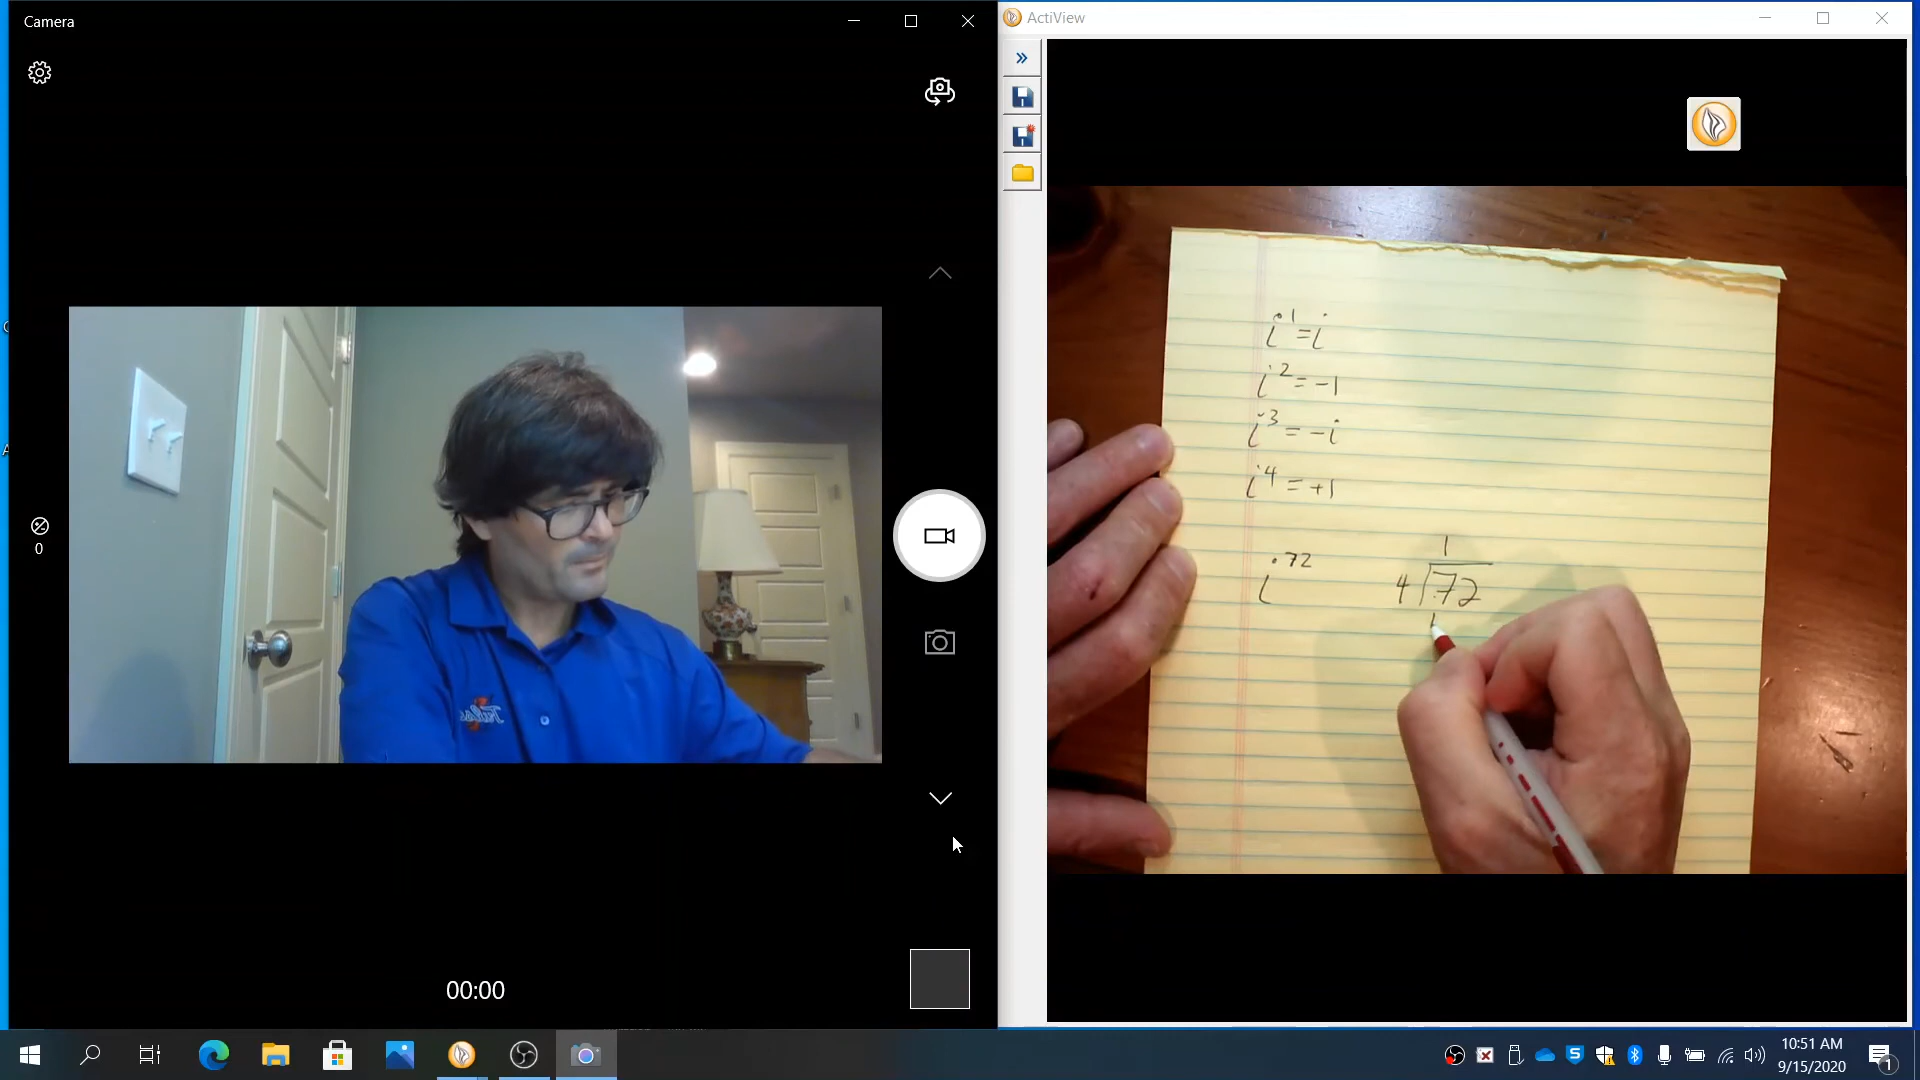 Camera
ActiView
0
i¹ = i
i² = -1
i³ = -i
i⁴ = +1
i⁷²
1
4 72
00:00
10:51 AM
9/15/2020
1